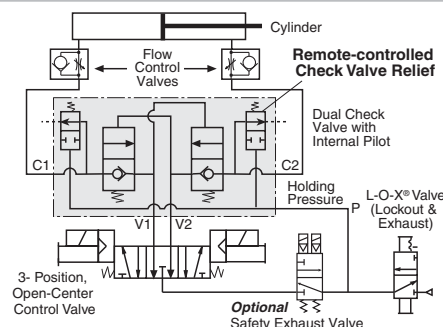 Cylinder
Flow
Control
Valves
Remote-controlled
Check Valve Relief
Dual Check
Valve with
Internal Pilot
C1
C2
Holding
Pressure
P
L-O-X® Valve
(Lockout &
Exhaust)
V1
V2
3- Position,
Open-Center
Control Valve
Optional
Safety Exhaust Valve